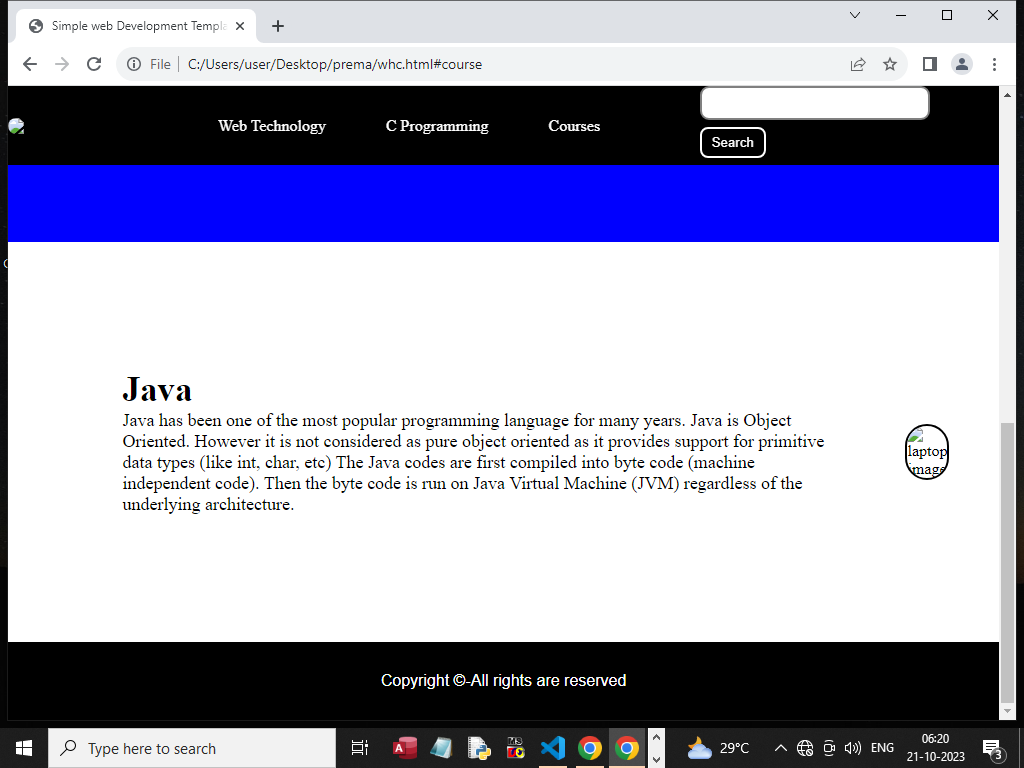 Simple web Development Templa
File
C:/Users/user/Desktop/prema/whc.html#course
Web Technology
C Programming
Courses
Search
Java
Java has been one of the most popular programming language for many years. Java is Object
Oriented. However it is not considered as pure object oriented as it provides support for primitive
data types (like int, char, etc) The Java codes are first compiled into byte code (machine
independent code). Then the byte code is run on Java Virtual Machine (JVM) regardless of the
underlying architecture.
laptop
image
Copyright ©-All rights are reserved
Type here to search
29°C
ENG
06:20
21-10-2023
3